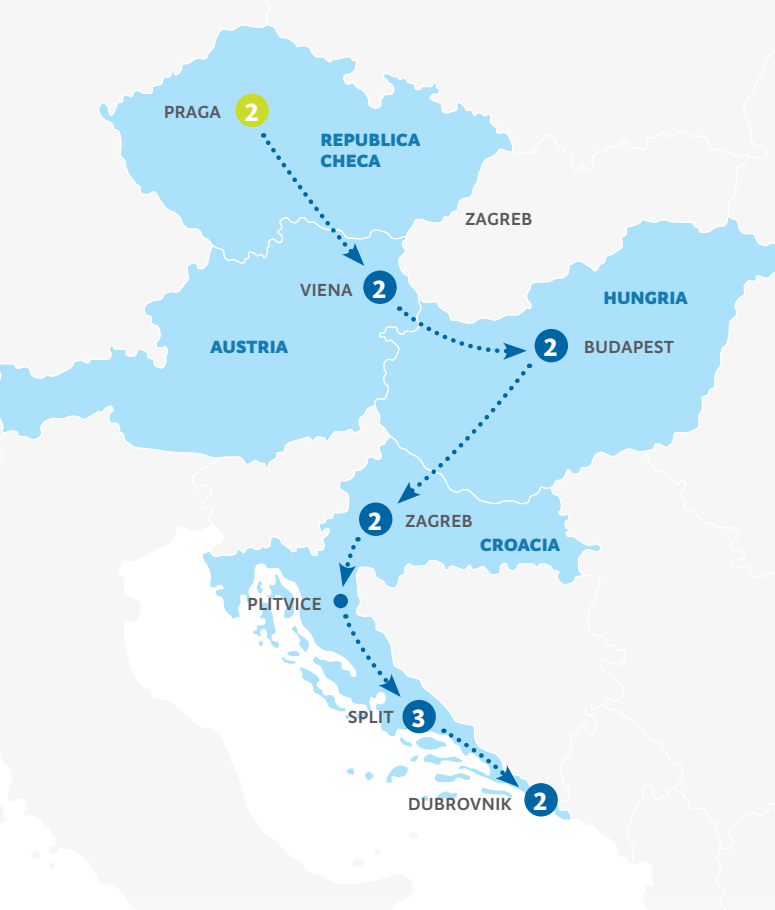 PRAGA 2
REPUBLICA
CHECA
ZAGREB
VIENA 2
HUNGRIA
AUSTRIA
2 BUDAPEST
2 ZAGREB
CROACIA
PLITVICE
SPLIT 3
DUBROVNIK 2